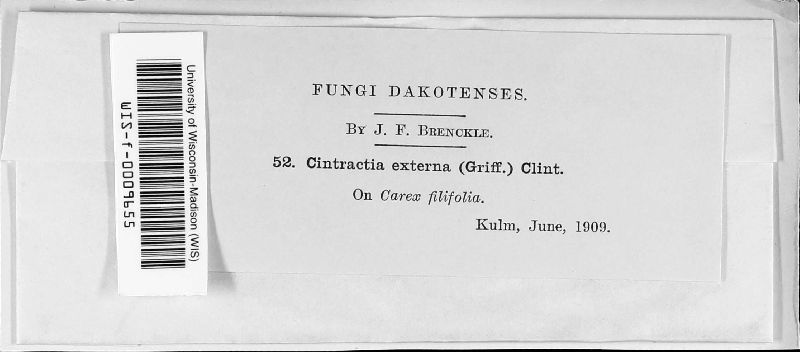 FUNGI DAKOTENSES.
BY J. F. BRENCKLE.
52. Cintractia externa (Griff.) Clint.
On Carex filifolia.
Kulm, June, 1909.
University of Wisconsin-Madison (WIS)
WIS-f-0009655